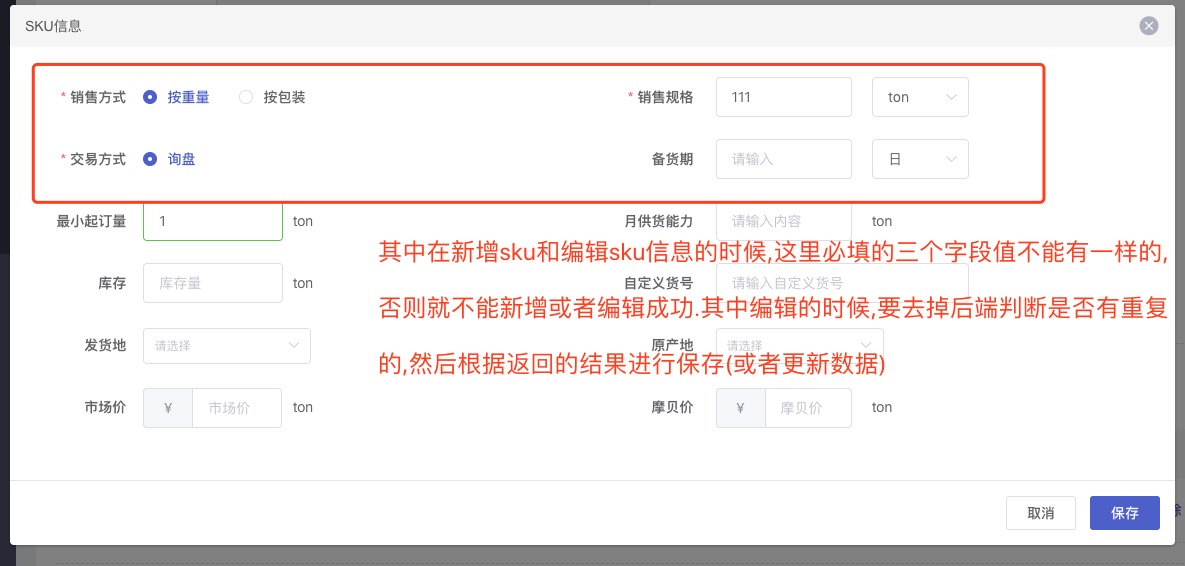 SKU信息
* 销售方式 按重量 按包装 * 销售规格 111 ton
* 交易方式 询盘 备货期 请输入 日
最小起订量 1 ton 月供货能力 请输入内容 ton
其中在新增sku和编辑sku信息的时候,这里必填的三个字段值不能有一样的,
库存 库存量 ton 自定义货号 请输入自定义货号
否则就不能新增或者编辑成功.其中编辑的时候,要去掉后端判断是否有重复
发货地 请选择 原产地 请选择
的,然后根据返回的结果进行保存(或者更新数据)
市场价 ¥ 市场价 ton 摩贝价 ¥ 摩贝价 ton
取消 保存